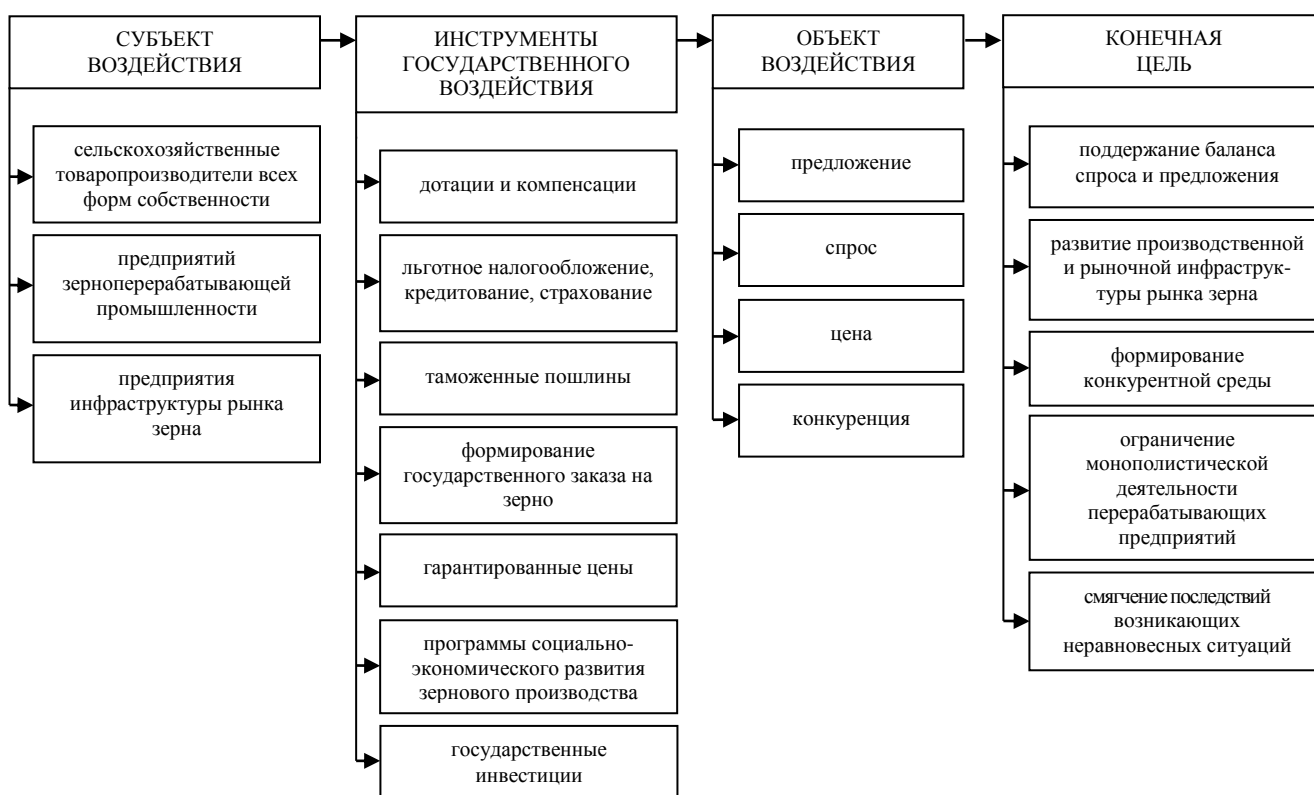 СУБЪЕКТ
ВОЗДЕЙСТВИЯ
сельскохозяйственные
товаропроизводители всех
форм собственности
предприятий
зерноперерабатывающей
промышленности
предприятия
инфраструктуры рынка
зерна
ИНСТРУМЕНТЫ
ГОСУДАРСТВЕННОГО
ВОЗДЕЙСТВИЯ
дотации и компенсации
льготное налогообложение,
кредитование, страхование
таможенные пошлины
формирование
государственного заказа на
зерно
гарантированные цены
программы социально-
экономического развития
зернового производства
государственные
инвестиции
ОБЪЕКТ
ВОЗДЕЙСТВИЯ
предложение
спрос
цена
конкуренция
КОНЕЧНАЯ
ЦЕЛЬ
поддержание баланса
спроса и предложения
развитие производственной
и рыночной инфраструк-
туры рынка зерна
формирование
конкурентной среды
ограничение
монополистической
деятельности
перерабатывающих
предприятий
смягчение последствий
возникающих
неравновесных ситуаций